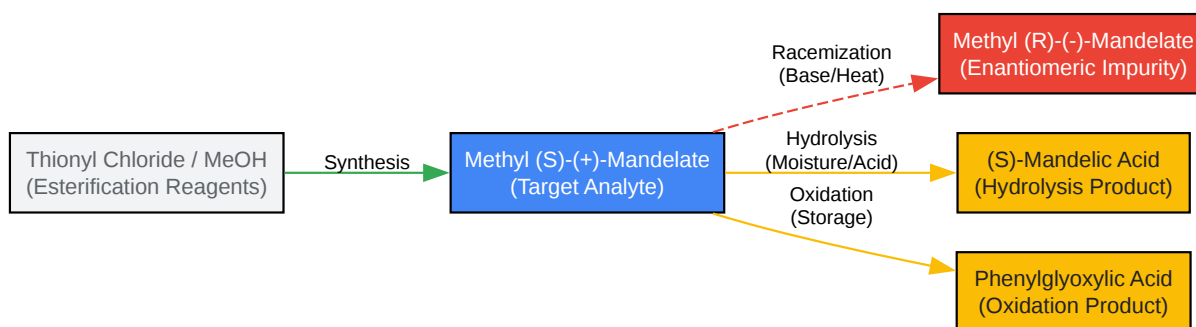 Thionyl Chloride / MeOH
(Esterification Reagents)
Synthesis
Methyl (S)-(+)-Mandelate
(Target Analyte)
Racemization
(Base/Heat)
Methyl (R)-(-)-Mandelate
(Enantiomeric Impurity)
Hydrolysis
(Moisture/Acid)
(S)-Mandelic Acid
(Hydrolysis Product)
Oxidation
(Storage)
Phenylglyoxylic Acid
(Oxidation Product)